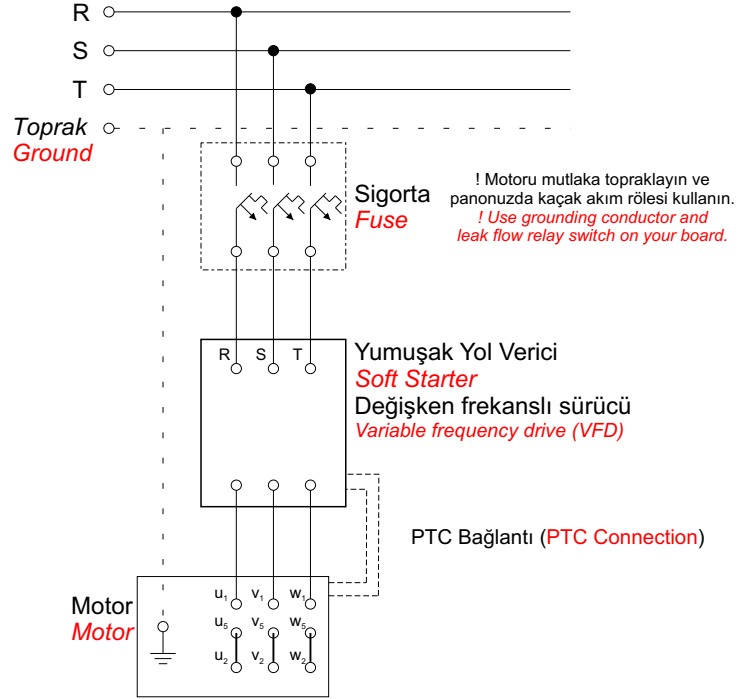 R
S
T
Toprak
Ground
Sigorta
Fuse
! Motoru mutlaka topraklayın ve
panonuzda kaçak akım rölesi kullanın.
! Use grounding conductor and
leak flow relay switch on your board.
R S T
Yumuşak Yol Verici
Soft Starter
Değişken frekanslı sürücü
Variable frequency drive (VFD)
PTC Bağlantı (PTC Connection)
Motor
Motor
u1 v1 w1
u5 v5 w5
u2 v2 w2